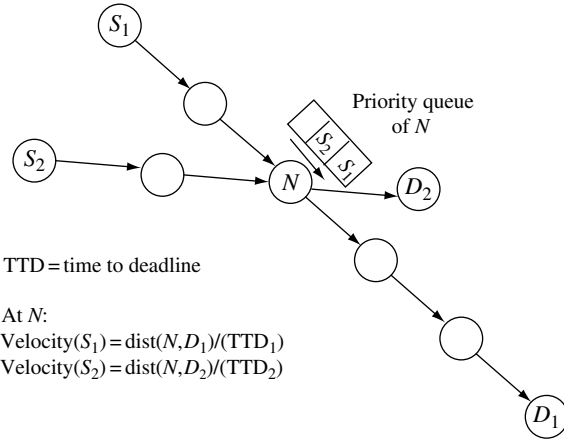 S1
Priority queue
of N
S2
S1
S2
N
D2
TTD = time to deadline
At N:
Velocity(S1) = dist(N,D1)/(TTD1)
Velocity(S2) = dist(N,D2)/(TTD2)
D1